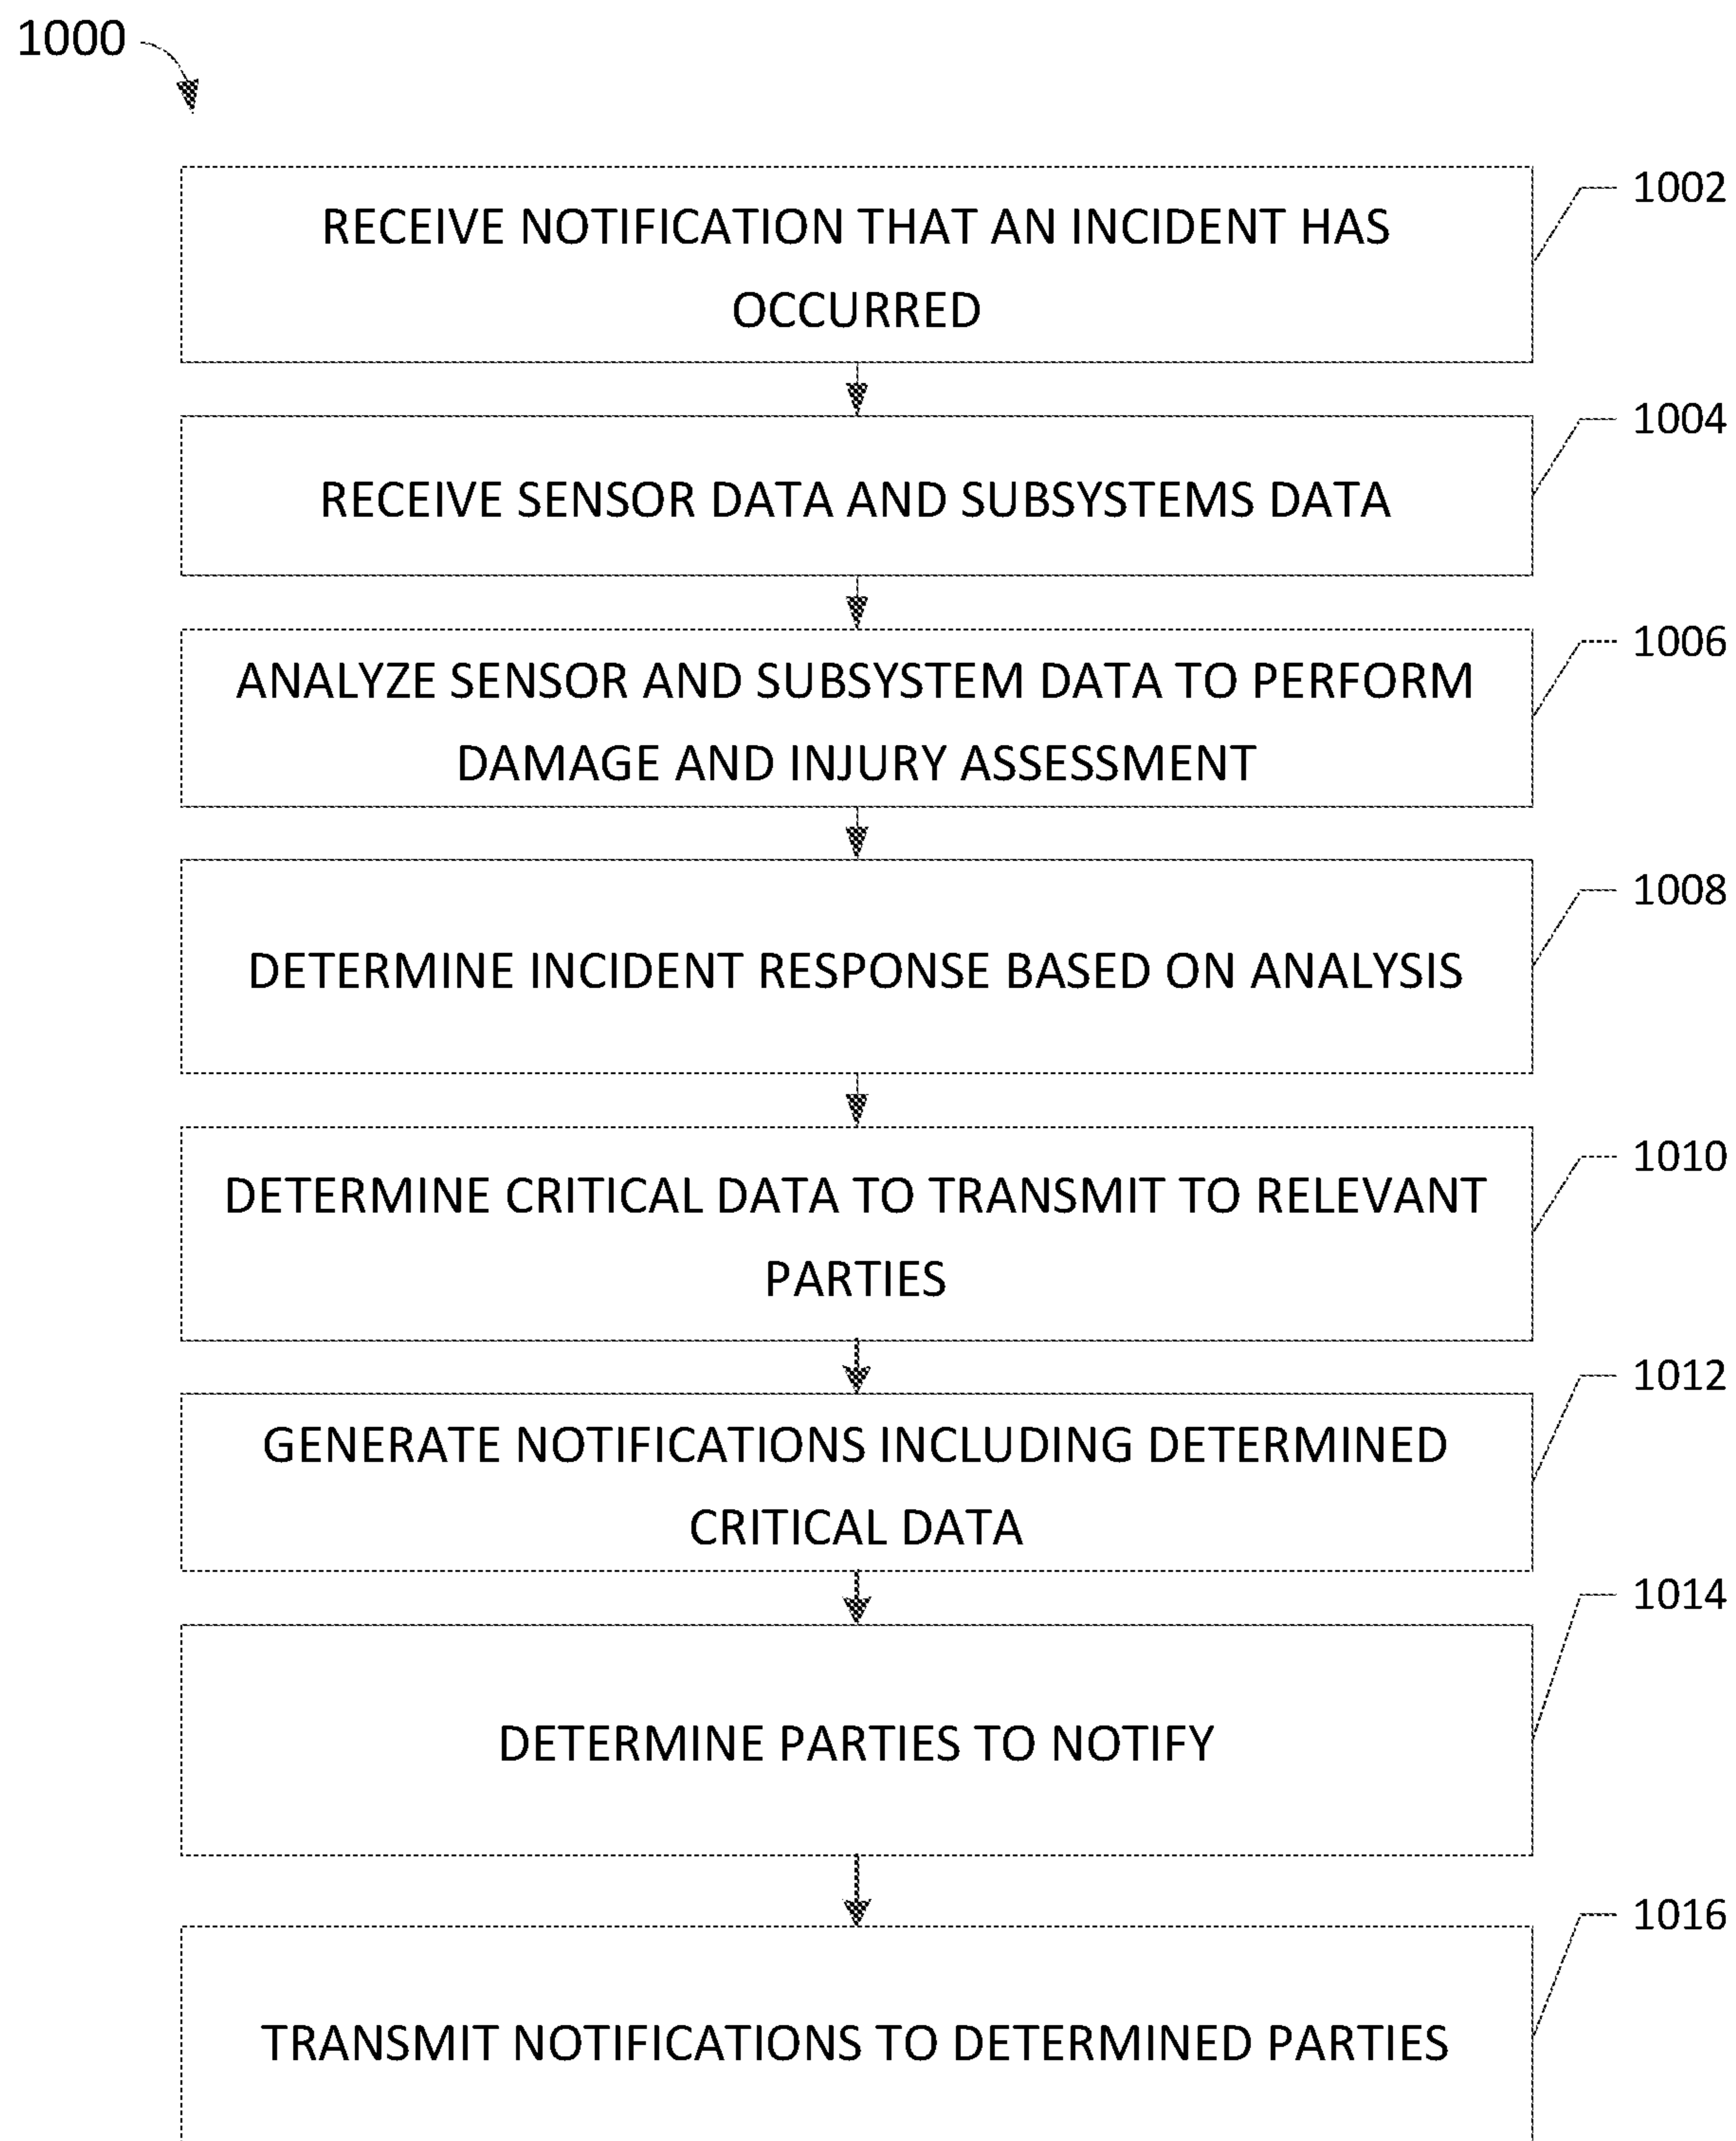 1000
1002
RECEIVE NOTIFICATION THAT AN INCIDENT HAS
OCCURRED
1004
RECEIVE SENSOR DATA AND SUBSYSTEMS DATA
1006
ANALYZE SENSOR AND SUBSYSTEM DATA TO PERFORM
DAMAGE AND INJURY ASSESSMENT
1008
DETERMINE INCIDENT RESPONSE BASED ON ANALYSIS
1010
DETERMINE CRITICAL DATA TO TRANSMIT TO RELEVANT
PARTIES
1012
GENERATE NOTIFICATIONS INCLUDING DETERMINED
CRITICAL DATA
1014
DETERMINE PARTIES TO NOTIFY
1016
TRANSMIT NOTIFICATIONS TO DETERMINED PARTIES